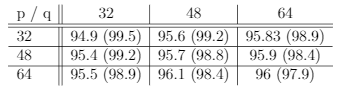 p / q 32 48 64
32 94.9 (99.5) 95.6 (99.2) 95.83 (98.9)
48 95.4 (99.2) 95.7 (98.8) 95.9 (98.4)
64 95.5 (98.9) 96.1 (98.4) 96 (97.9)